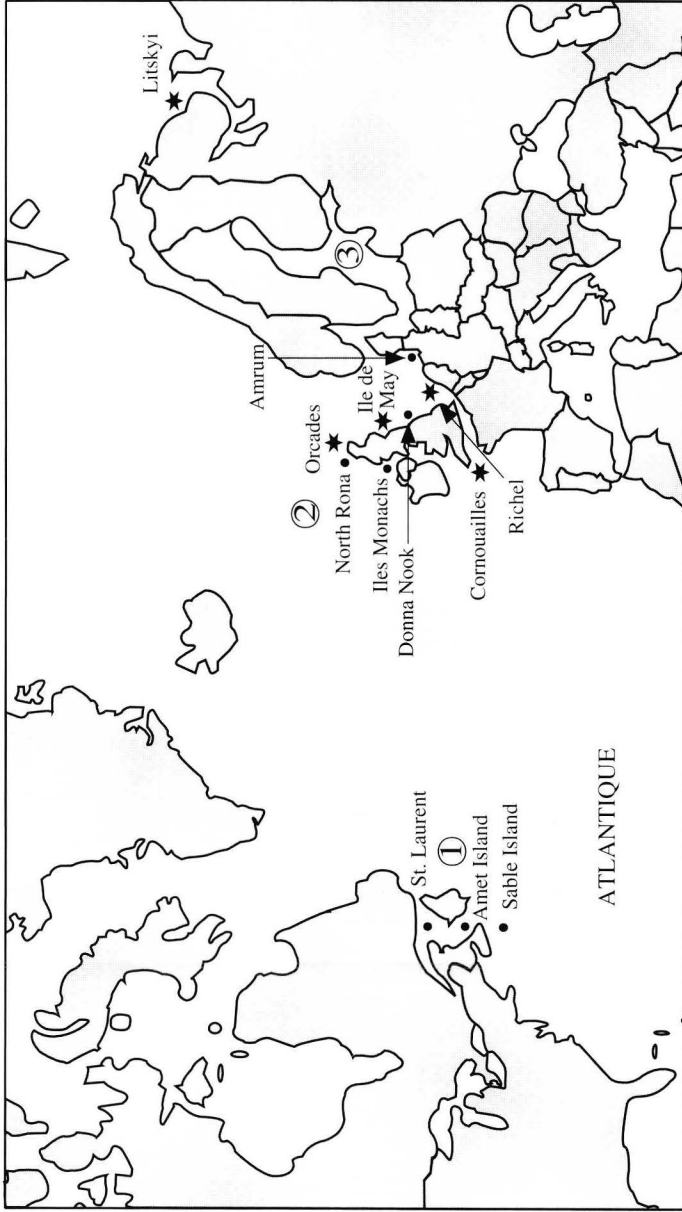 Litskyi
③
Amrum
Ile de
May
Orcades
②
North Rona
Iles Monachs
Donna Nook
Cornouailles
Richel
St. Laurent
①
Amet Island
Sable Island
ATLANTIQUE